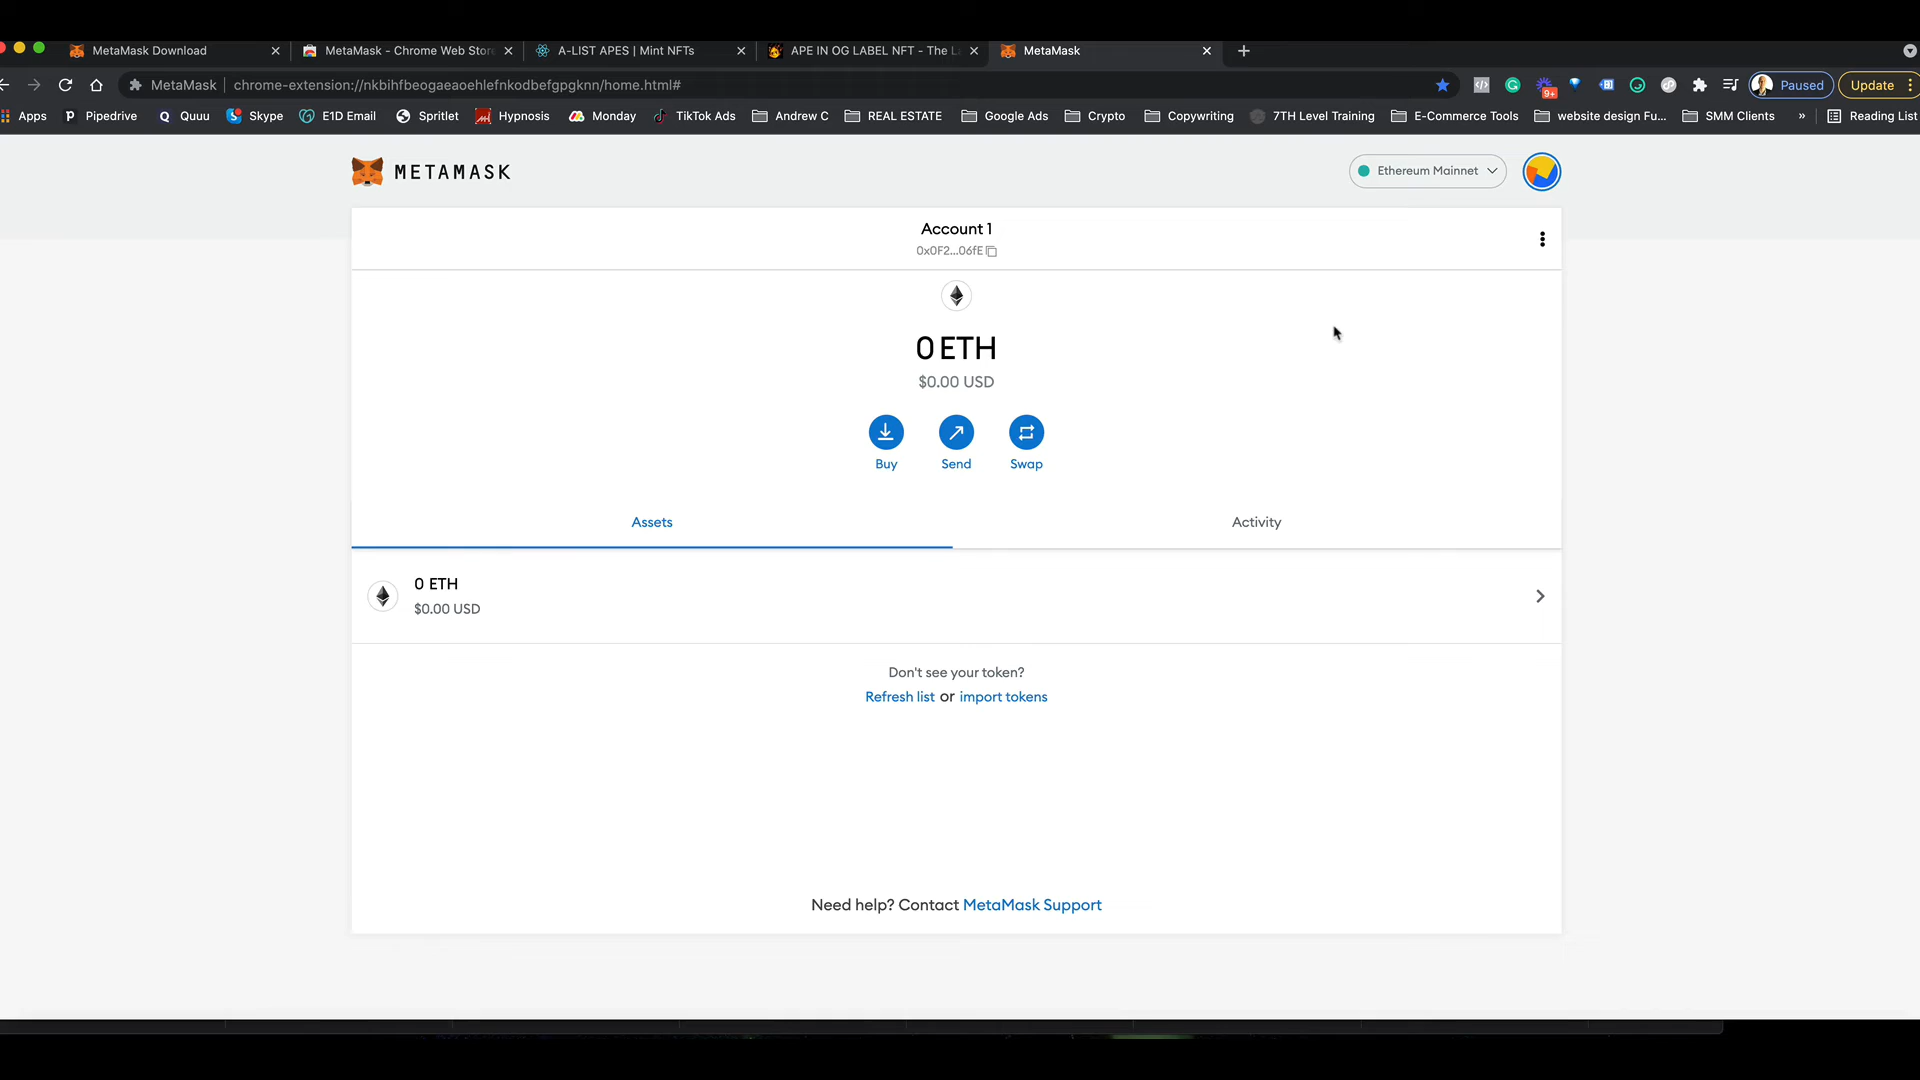 MetaMask Download
MetaMask - Chrome Web Store
A-LIST APES | Mint NFTs
APE IN OG LABEL NFT - The La
MetaMask
MetaMask
chrome-extension://nkbihfbeogaeaoehlefnkodbefgpgknn/home.html#
9+
Paused
Update
Apps
Pipedrive
Quuu
Skype
E1D Email
Spritlet
Hypnosis
Monday
TikTok Ads
Andrew C
REAL ESTATE
Google Ads
Crypto
Copywriting
7TH Level Training
E-Commerce Tools
website design Fu...
SMM Clients
»
Reading List
METAMASK
Ethereum Mainnet
Account 1
0x0F2...06fE
0 ETH
$0.00 USD
Buy
Send
Swap
Assets
Activity
0 ETH
$0.00 USD
Don't see your token?
Refresh list or import tokens
Need help? Contact MetaMask Support